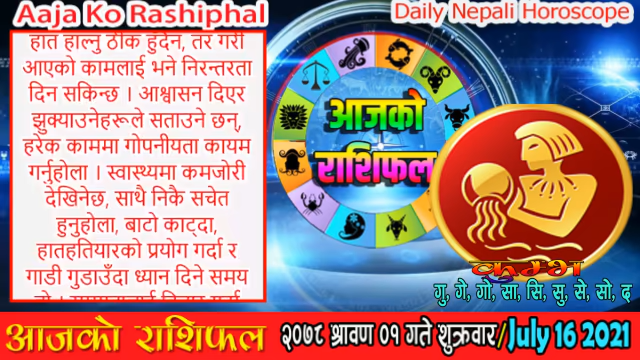 Aaja Ko Rashiphal
Daily Nepali Horoscope
हात हाल्नु ठीक हुँदैन, तर गरी
आएको कामलाई भने निरन्तरता
दिन सकिन्छ । आश्वासन दिएर
झुक्याउनेहरूले सताउने छन्,
हरेक काममा गोपनीयता कायम
गर्नुहोला । स्वास्थ्यमा कमजोरी
देखिनेछ, साथै निकै सचेत
हुनुहोला, बाटो काट्दा,
हातहतियारको प्रयोग गर्दा र
गाडी गुडाउँदा ध्यान दिने समय
आजको
राशिफल
कुम्भ
गु, गे, गो, सा, सि, सु, से, सो, द
आजको राशिफल २०७८ श्रावण ०१ गते शुक्रवार/July 16 2021